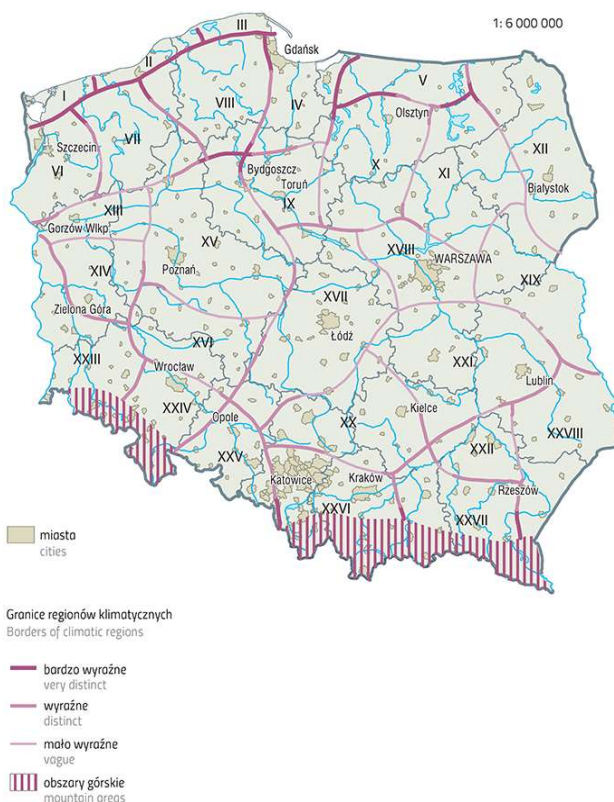 1: 6 000 000
III
Gdańsk
II
I
IV
V
VIII
Olsztyn
Szczecin
VII
XII
VI
Bydgoszcz
X
XI
Białystok
Toruń
IX
XIII
Gorzów Wlkp.
XV
XVIII
WARSZAWA
XIV
Poznań
XIX
XVII
Zielona Góra
Łódź
XVI
XXIII
Wrocław
XXI
Lublin
XXIV
Opole
Kielce
XX
XXVIII
XXV
XXII
Katowice
Kraków
Rzeszów
XXVI
XXVII
miasta
cities
Granice regionów klimatycznych
Borders of climatic regions
bardzo wyraźne
very distinct
wyraźne
distinct
mało wyraźne
vague
obszary górskie
mountain areas